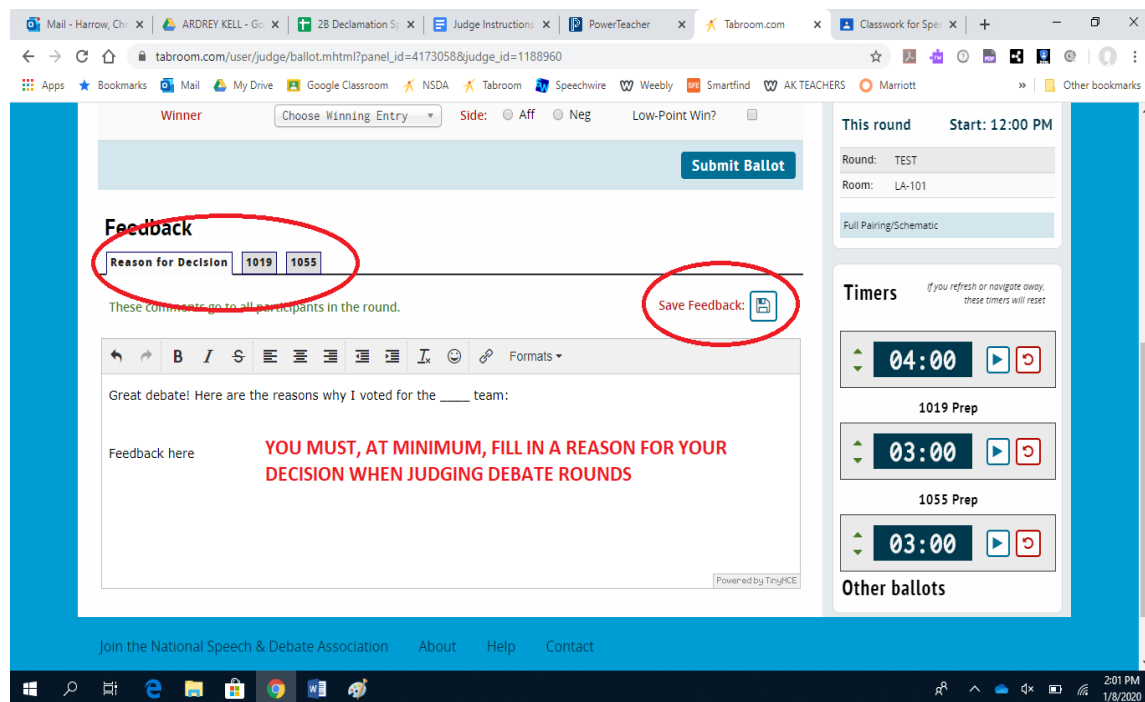 Mail - Harrow, Chr
ARDREY KELL - Go
2B Declamation Sp
Judge Instructions
PowerTeacher
Tabroom.com
Classwork for Spee
tabroom.com/user/judge/ballot.mhtml?panel_id=4173058&judge_id=1188960
Apps
Bookmarks
Mail
My Drive
Google Classroom
NSDA
Tabroom
Speechwire
Weebly
Smartfind
AK TEACHERS
Marriott
»
Other bookmarks
Winner
Choose Winning Entry
Side:
Aff
Neg
Low-Point Win?
Submit Ballot
Feedback
Reason for Decision
1019
1055
These comments go to all participants in the round.
Save Feedback:
B I S
Formats
Great debate! Here are the reasons why I voted for the ____ team:
Feedback here
YOU MUST, AT MINIMUM, FILL IN A REASON FOR YOUR
DECISION WHEN JUDGING DEBATE ROUNDS
Powered by TinyMCE
This round
Start: 12:00 PM
Round: TEST
Room: LA-101
Full Pairing/Schematic
Timers
If you refresh or navigate away,
these timers will reset
04:00
1019 Prep
03:00
1055 Prep
03:00
Other ballots
Join the National Speech & Debate Association
About
Help
Contact
2:01 PM
1/8/2020